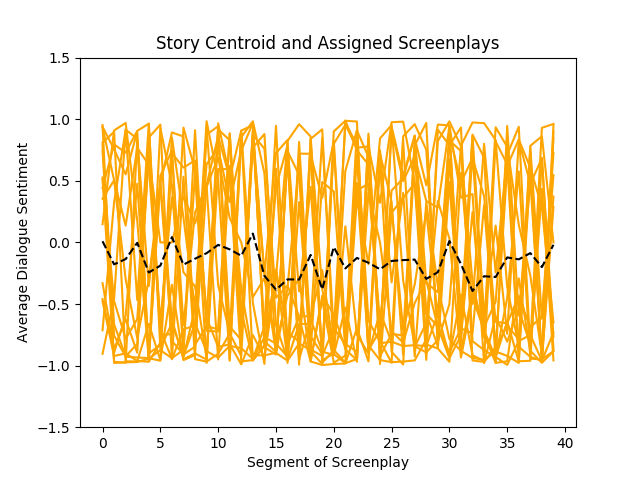 Story Centroid and Assigned Screenplays
1.5
1.0
0.5
0.0
−0.5
−1.0
−1.5
Average Dialogue Sentiment
0 5 10 15 20 25 30 35 40
Segment of Screenplay